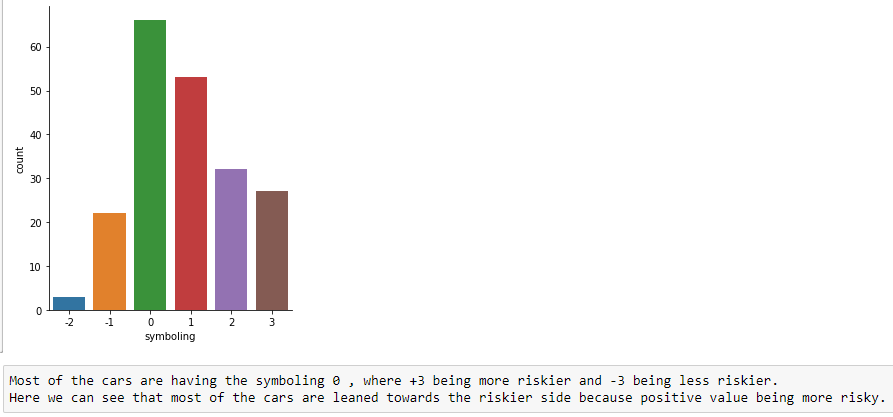 60
50
40
30
20
10
0
count
-2 -1 0 1 2 3
symboling
Most of the cars are having the symboling 0 , where +3 being more riskier and -3 being less riskier.
Here we can see that most of the cars are leaned towards the riskier side because positive value being more risky.